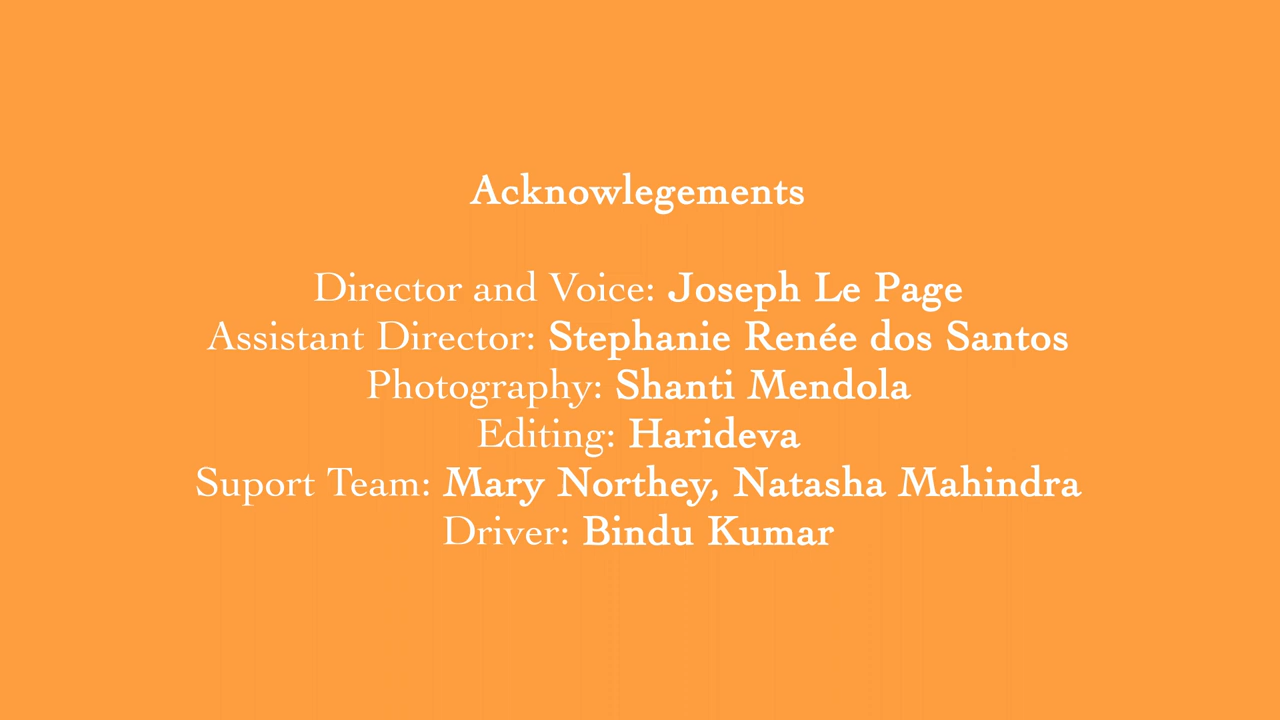 Acknowlegements
Director and Voice: Joseph Le Page
Assistant Director: Stephanie Renée dos Santos
Photography: Shanti Mendola
Editing: Harideva
Suport Team: Mary Northey, Natasha Mahindra
Driver: Bindu Kumar